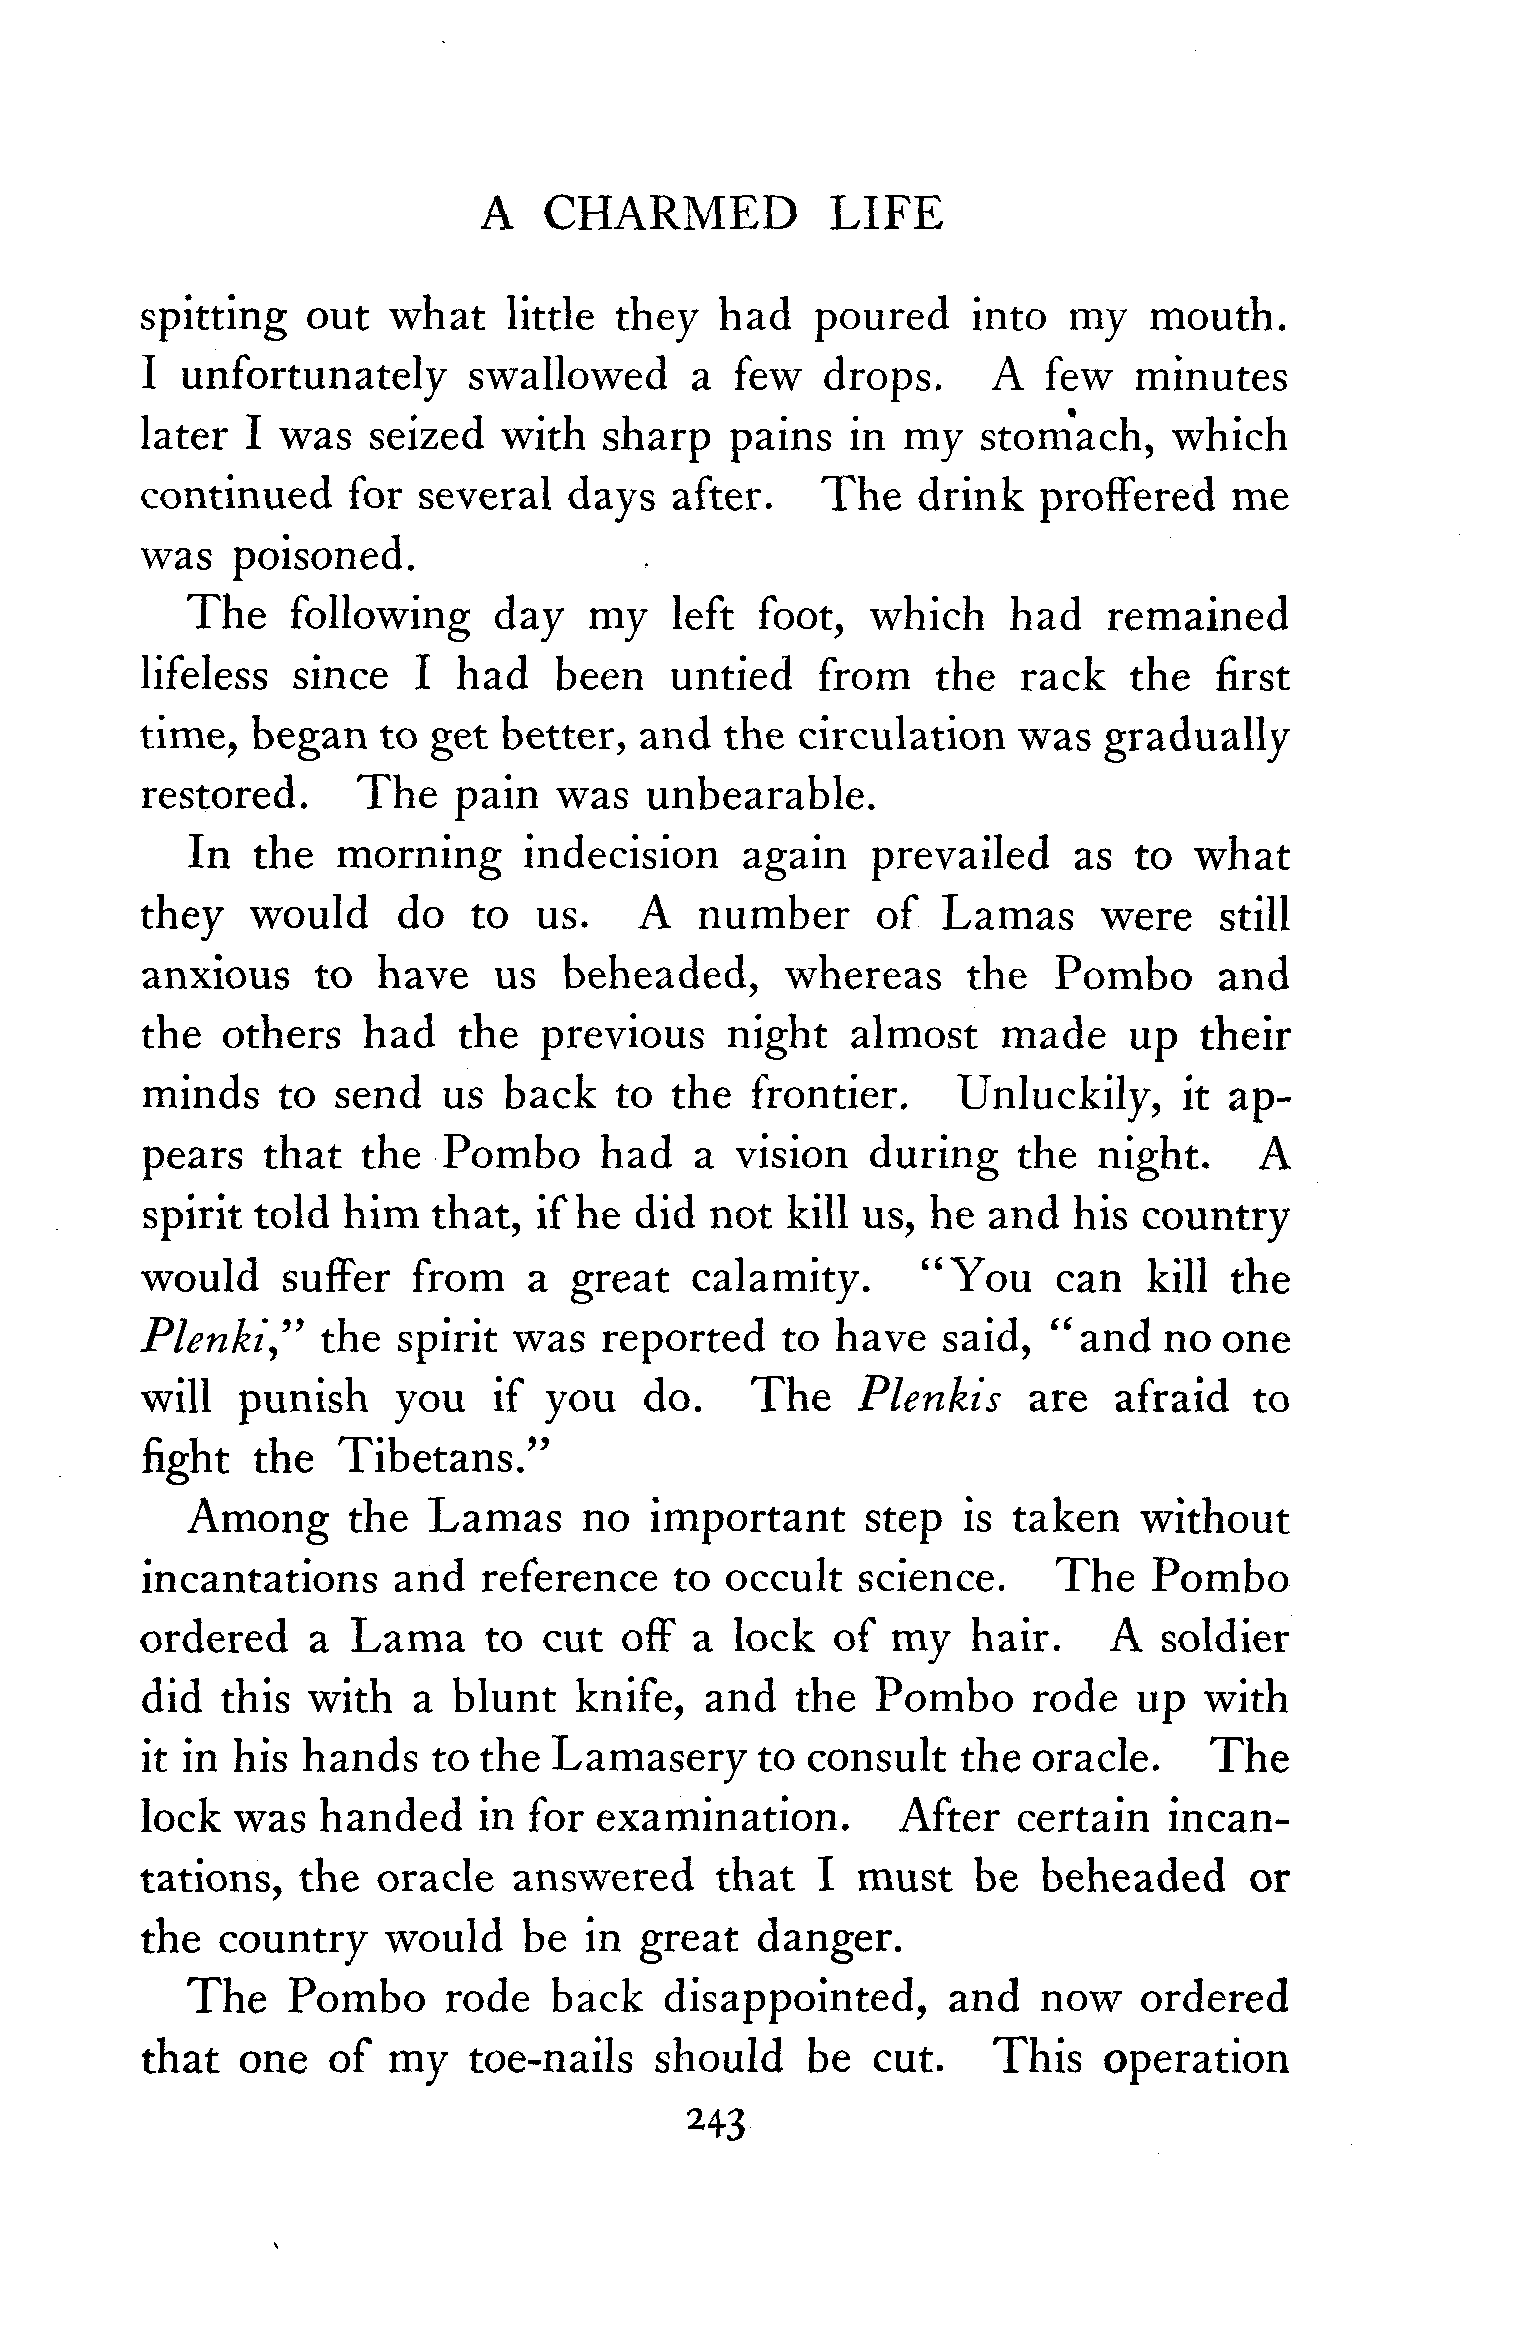 A CHARMED LIFE
spitting out what little they had poured into my mouth.
I unfortunately swallowed a few drops. A few minutes
later I was seized with sharp pains in my stomach, which
continued for several days after. The drink proffered me
was poisoned.
The following day my left foot, which had remained
lifeless since I had been untied from the rack the first
time, began to get better, and the circulation was gradually
restored. The pain was unbearable.
In the morning indecision again prevailed as to what
they would do to us. A number of Lamas were still
anxious to have us beheaded, whereas the Pombo and
the others had the previous night almost made up their
minds to send us back to the frontier. Unluckily, it ap-
pears that the Pombo had a vision during the night. A
spirit told him that, if he did not kill us, he and his country
would suffer from a great calamity. "You can kill the
Plenki," the spirit was reported to have said, "and no one
will punish you if you do. The Plenkis are afraid to
fight the Tibetans."
Among the Lamas no important step is taken without
incantations and reference to occult science. The Pombo
ordered a Lama to cut off a lock of my hair. A soldier
did this with a blunt knife, and the Pombo rode up with
it in his hands to the Lamasery to consult the oracle. The
lock was handed in for examination. After certain incan-
tations, the oracle answered that I must be beheaded or
the country would be in great danger.
The Pombo rode back disappointed, and now ordered
that one of my toe-nails should be cut. This operation
243